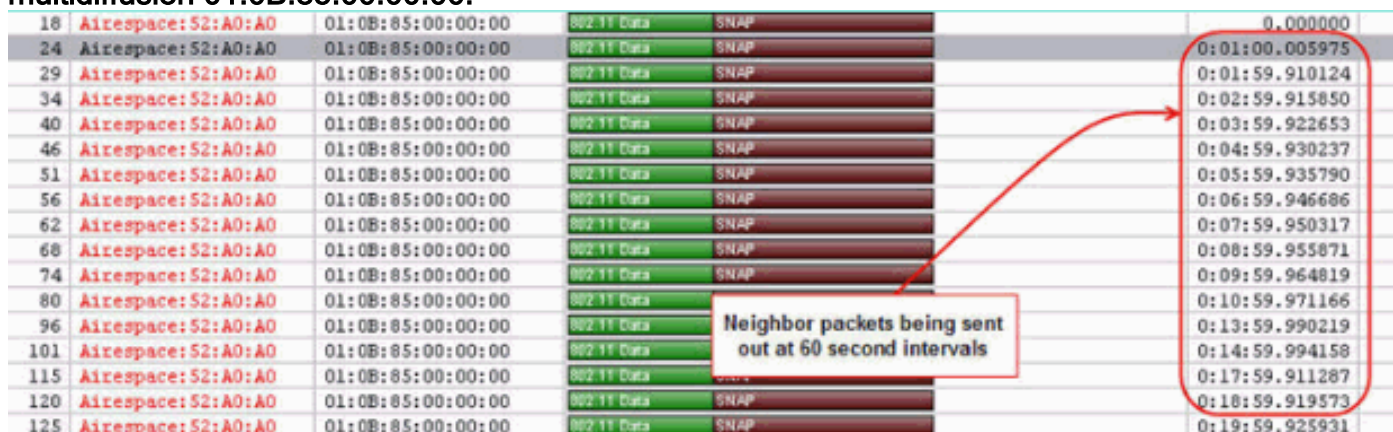 multidifusión 01:0B:85:00:00:00.
18 Airespace:52:A0:A0 01:0B:85:00:00:00 802.11 Data SNAP 0.000000
24 Airespace:52:A0:A0 01:0B:85:00:00:00 802.11 Data SNAP 0:01:00.005975
29 Airespace:52:A0:A0 01:0B:85:00:00:00 802.11 Data SNAP 0:01:59.910124
34 Airespace:52:A0:A0 01:0B:85:00:00:00 802.11 Data SNAP 0:02:59.915850
40 Airespace:52:A0:A0 01:0B:85:00:00:00 802.11 Data SNAP 0:03:59.922653
46 Airespace:52:A0:A0 01:0B:85:00:00:00 802.11 Data SNAP 0:04:59.930237
51 Airespace:52:A0:A0 01:0B:85:00:00:00 802.11 Data SNAP 0:05:59.935790
56 Airespace:52:A0:A0 01:0B:85:00:00:00 802.11 Data SNAP 0:06:59.946686
62 Airespace:52:A0:A0 01:0B:85:00:00:00 802.11 Data SNAP 0:07:59.950317
68 Airespace:52:A0:A0 01:0B:85:00:00:00 802.11 Data SNAP 0:08:59.955871
74 Airespace:52:A0:A0 01:0B:85:00:00:00 802.11 Data SNAP 0:09:59.964819
80 Airespace:52:A0:A0 01:0B:85:00:00:00 802.11 Data 0:10:59.971166
96 Airespace:52:A0:A0 01:0B:85:00:00:00 802.11 Data 0:13:59.990219
101 Airespace:52:A0:A0 01:0B:85:00:00:00 802.11 Data 0:14:59.994158
115 Airespace:52:A0:A0 01:0B:85:00:00:00 802.11 Data 0:17:59.911287
120 Airespace:52:A0:A0 01:0B:85:00:00:00 802.11 Data SNAP 0:18:59.919573
125 Airespace:52:A0:A0 01:0B:85:00:00:00 802.11 Data SNAP 0:19:59.925931
Neighbor packets being sent
out at 60 second intervals